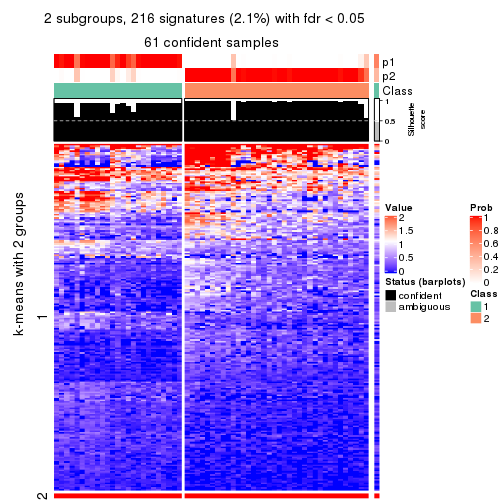 2 subgroups, 216 signatures (2.1%) with fdr < 0.05
61 confident samples
p1
p2
Class
1
0.5
0
Silhouette
score
k-means with 2 groups
1
2
Value
2
1.5
1
0.5
0
Prob
1
0.8
0.6
0.4
0.2
0
Status (barplots)
confident
ambiguous
Class
1
2